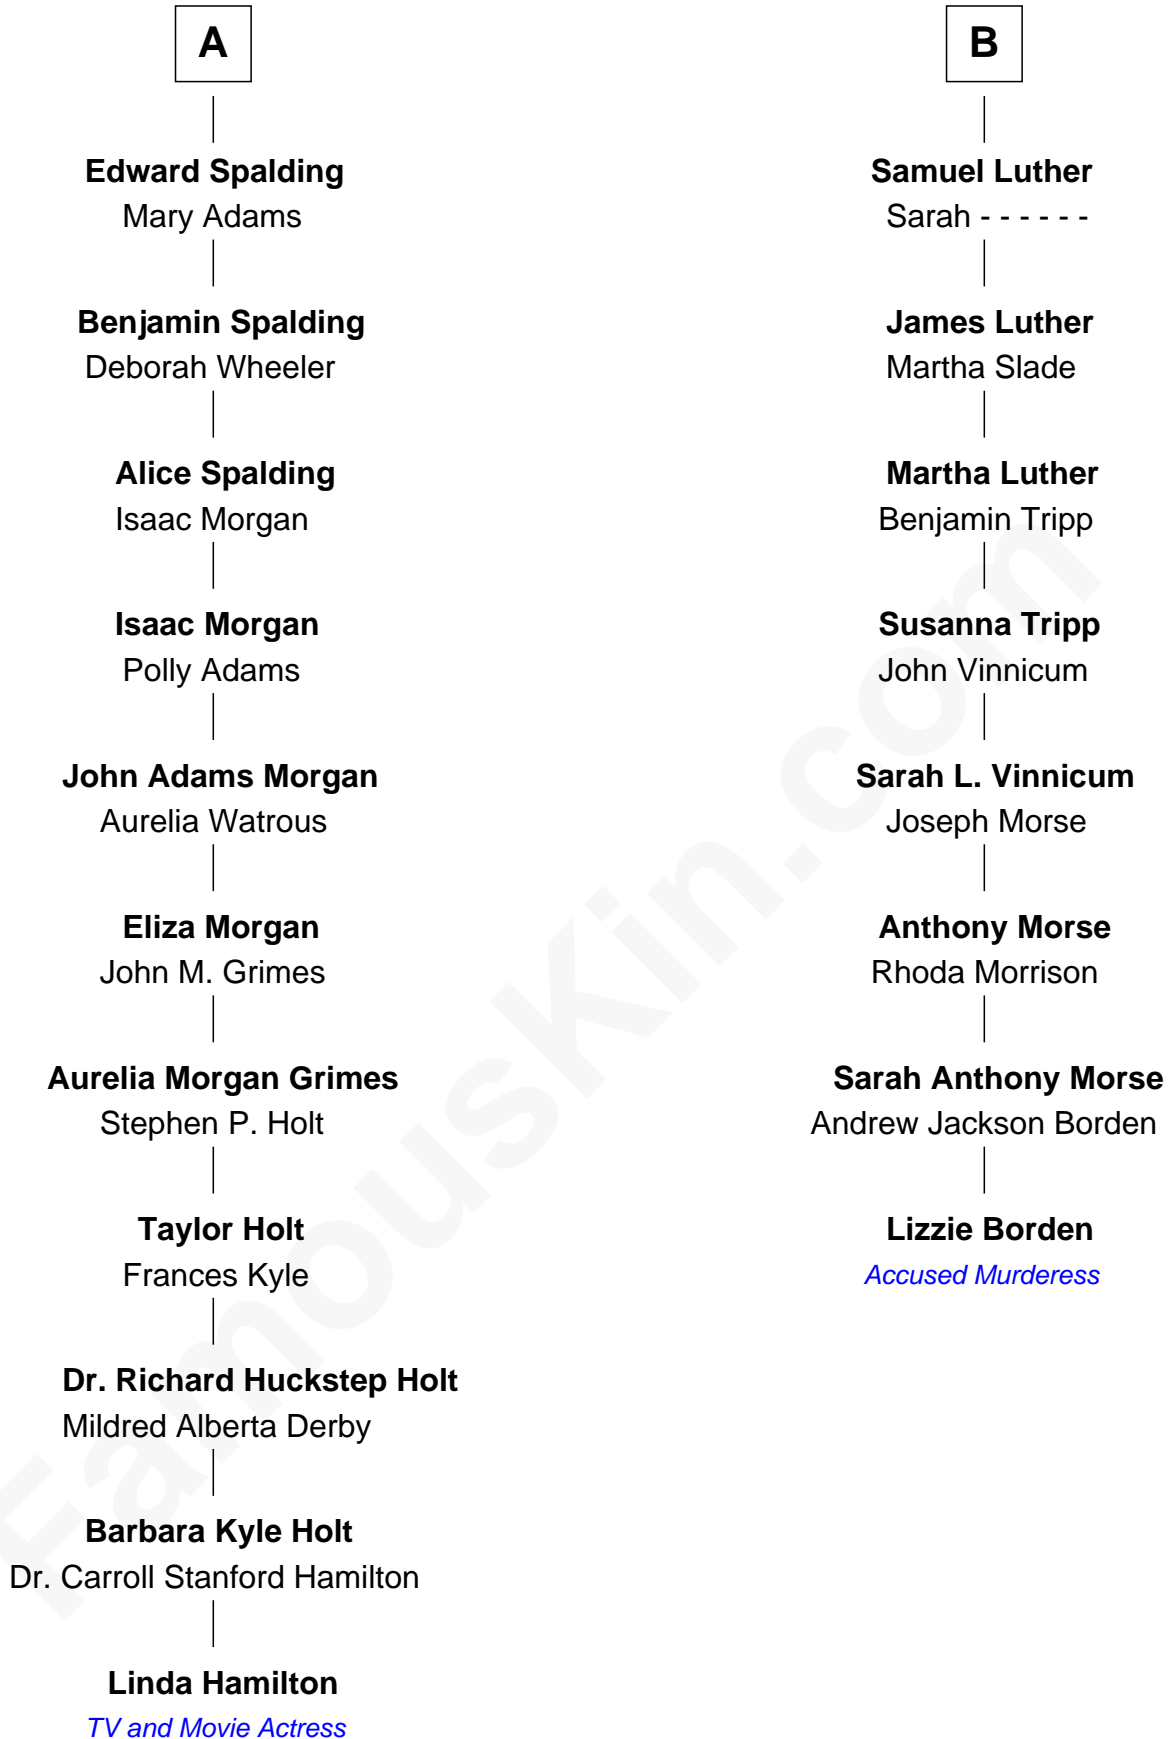 A
Edward Spalding
Mary Adams
Benjamin Spalding
Deborah Wheeler
Alice Spalding
Isaac Morgan
Isaac Morgan
Polly Adams
John Adams Morgan
Aurelia Watrous
Eliza Morgan
John M. Grimes
Aurelia Morgan Grimes
Stephen P. Holt
Taylor Holt
Frances Kyle
Dr. Richard Huckstep Holt
Mildred Alberta Derby
Barbara Kyle Holt
Dr. Carroll Stanford Hamilton
Linda Hamilton
TV and Movie Actress
B
Samuel Luther
Sarah - - - - - -
James Luther
Martha Slade
Martha Luther
Benjamin Tripp
Susanna Tripp
John Vinnicum
Sarah L. Vinnicum
Joseph Morse
Anthony Morse
Rhoda Morrison
Sarah Anthony Morse
Andrew Jackson Borden
Lizzie Borden
Accused Murderess
FamousKin.com